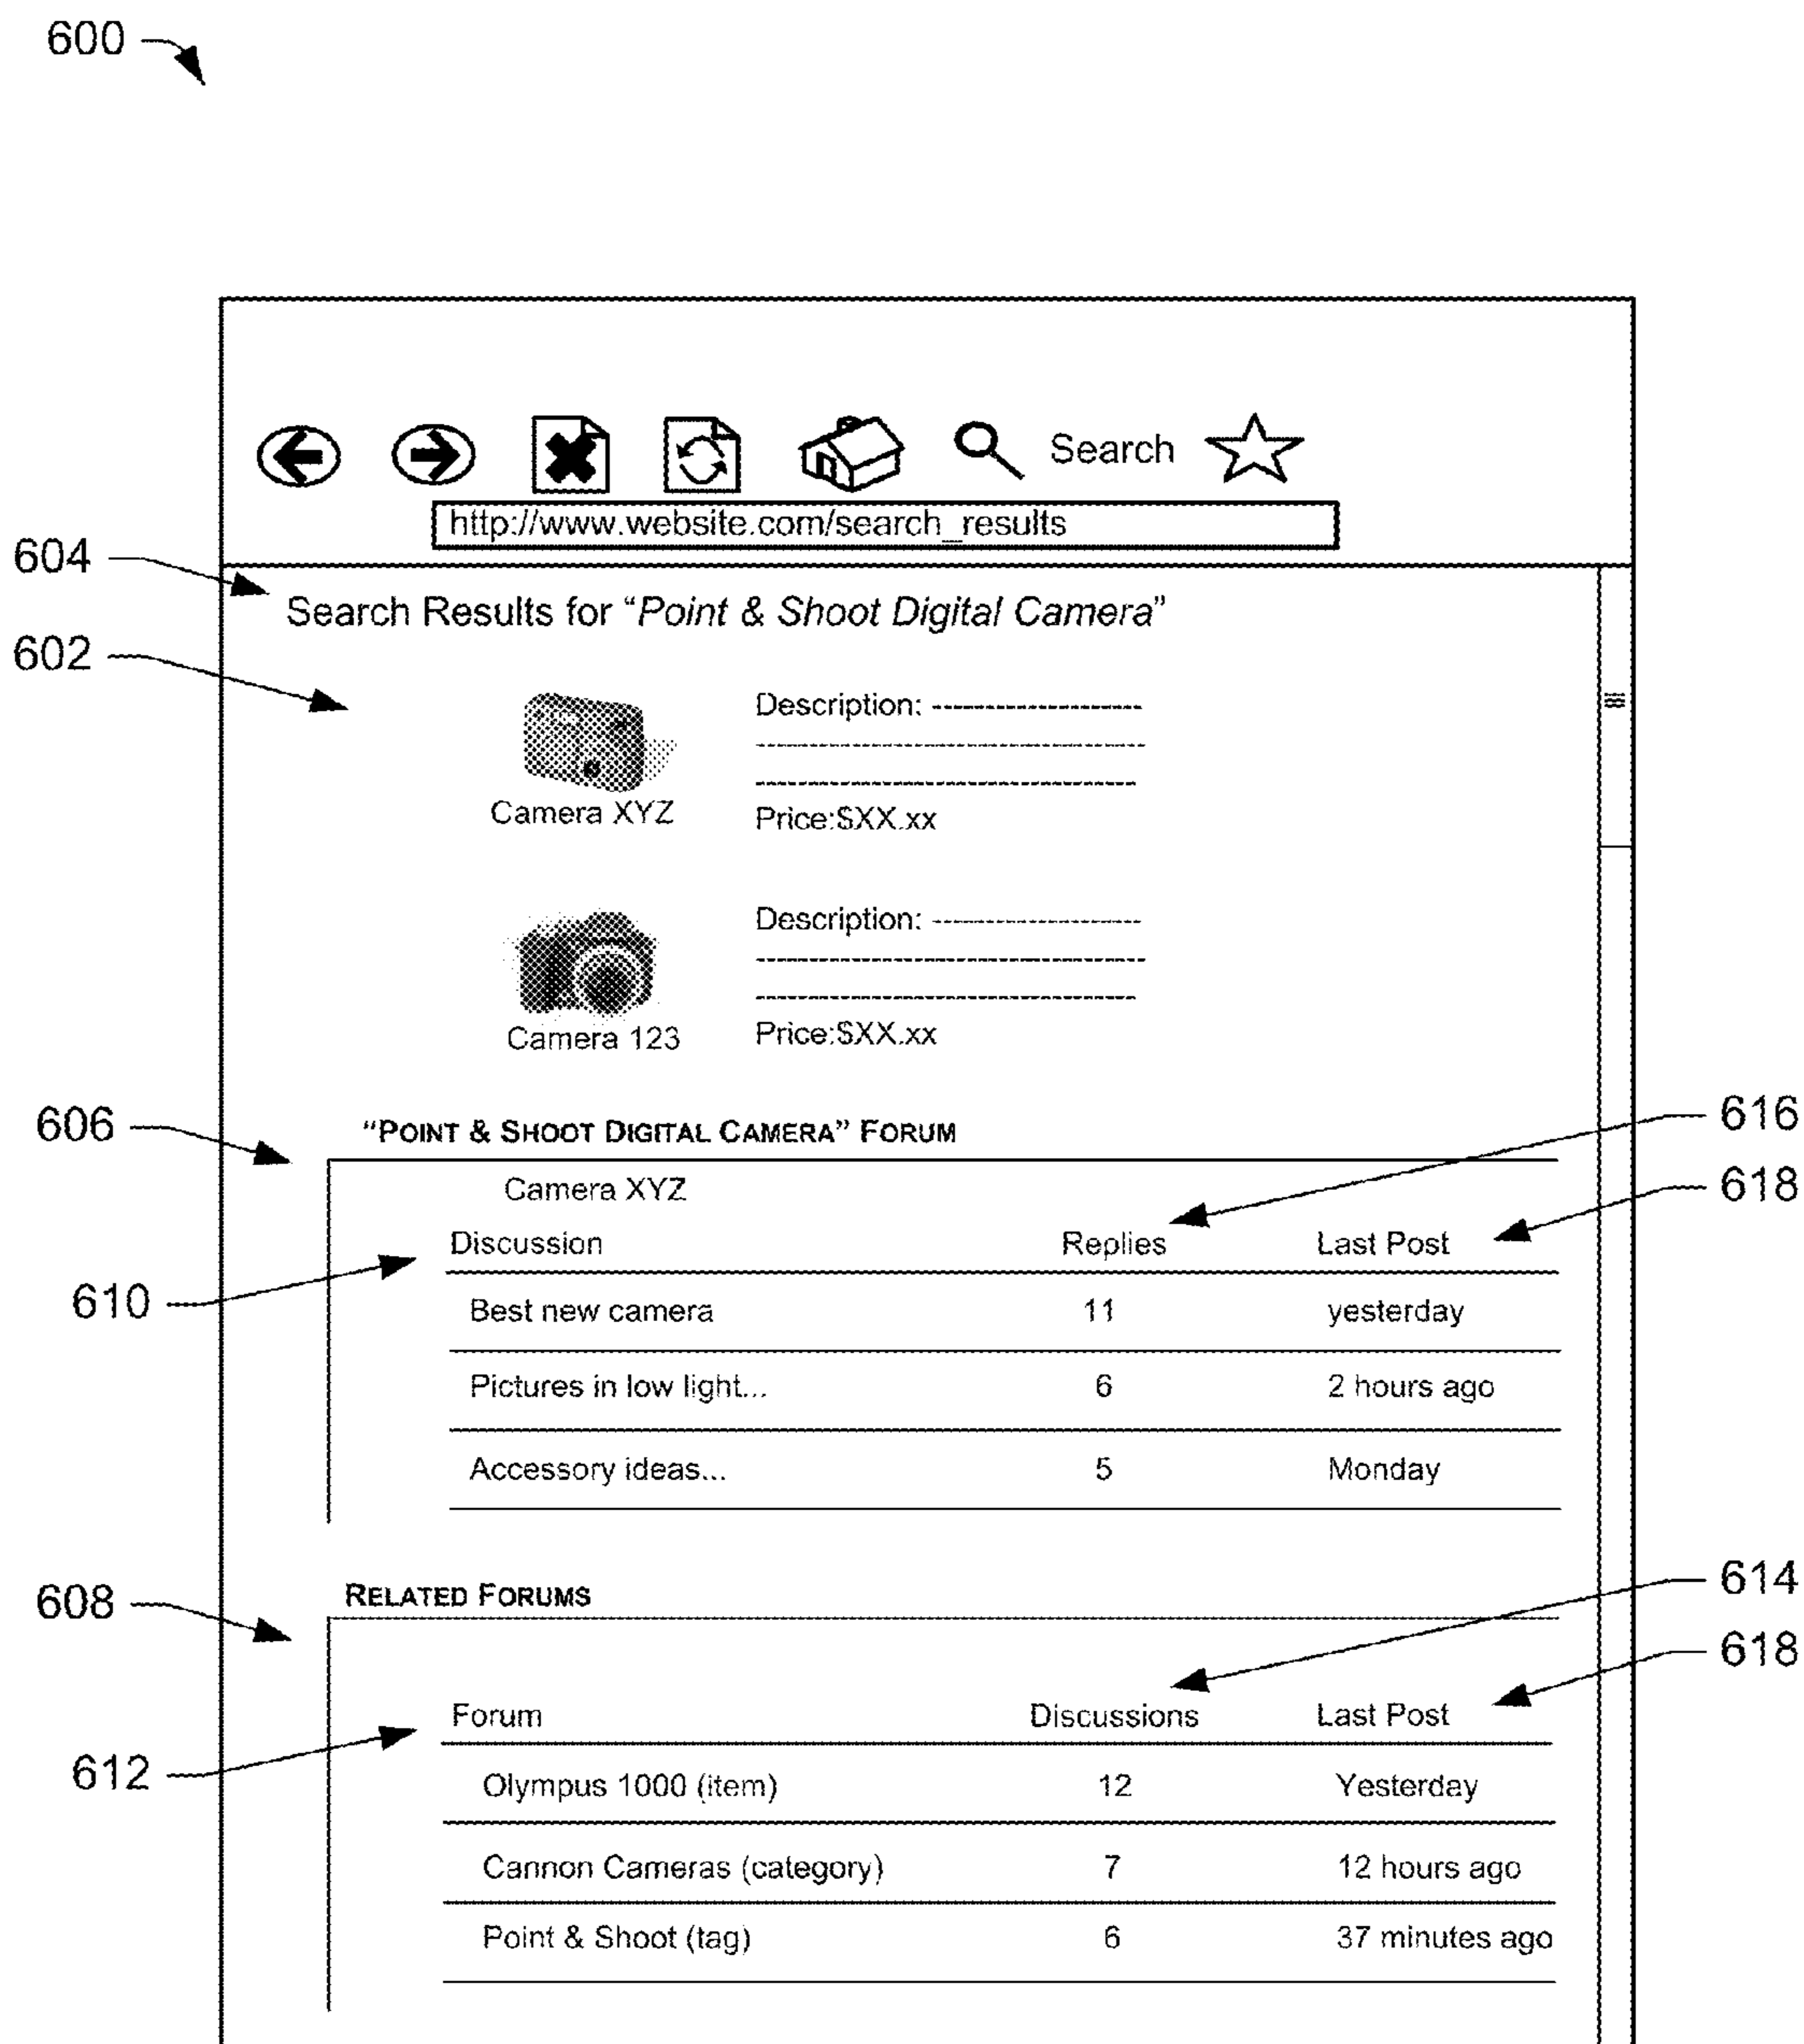 600
Search
http://www.website.com/search_results
604
Search Results for “Point & Shoot Digital Camera”
602
Description:
Camera XYZ
Price:$XX.xx
Description:
Camera 123
Price:$XX.xx
606
“POINT & SHOOT DIGITAL CAMERA” FORUM
616
Camera XYZ
618
Discussion Replies Last Post
610
Best new camera 11 yesterday
Pictures in low light... 6 2 hours ago
Accessory ideas... 5 Monday
608
RELATED FORUMS
614
618
Forum Discussions Last Post
612
Olympus 1000 (item) 12 Yesterday
Cannon Cameras (category) 7 12 hours ago
Point & Shoot (tag) 6 37 minutes ago